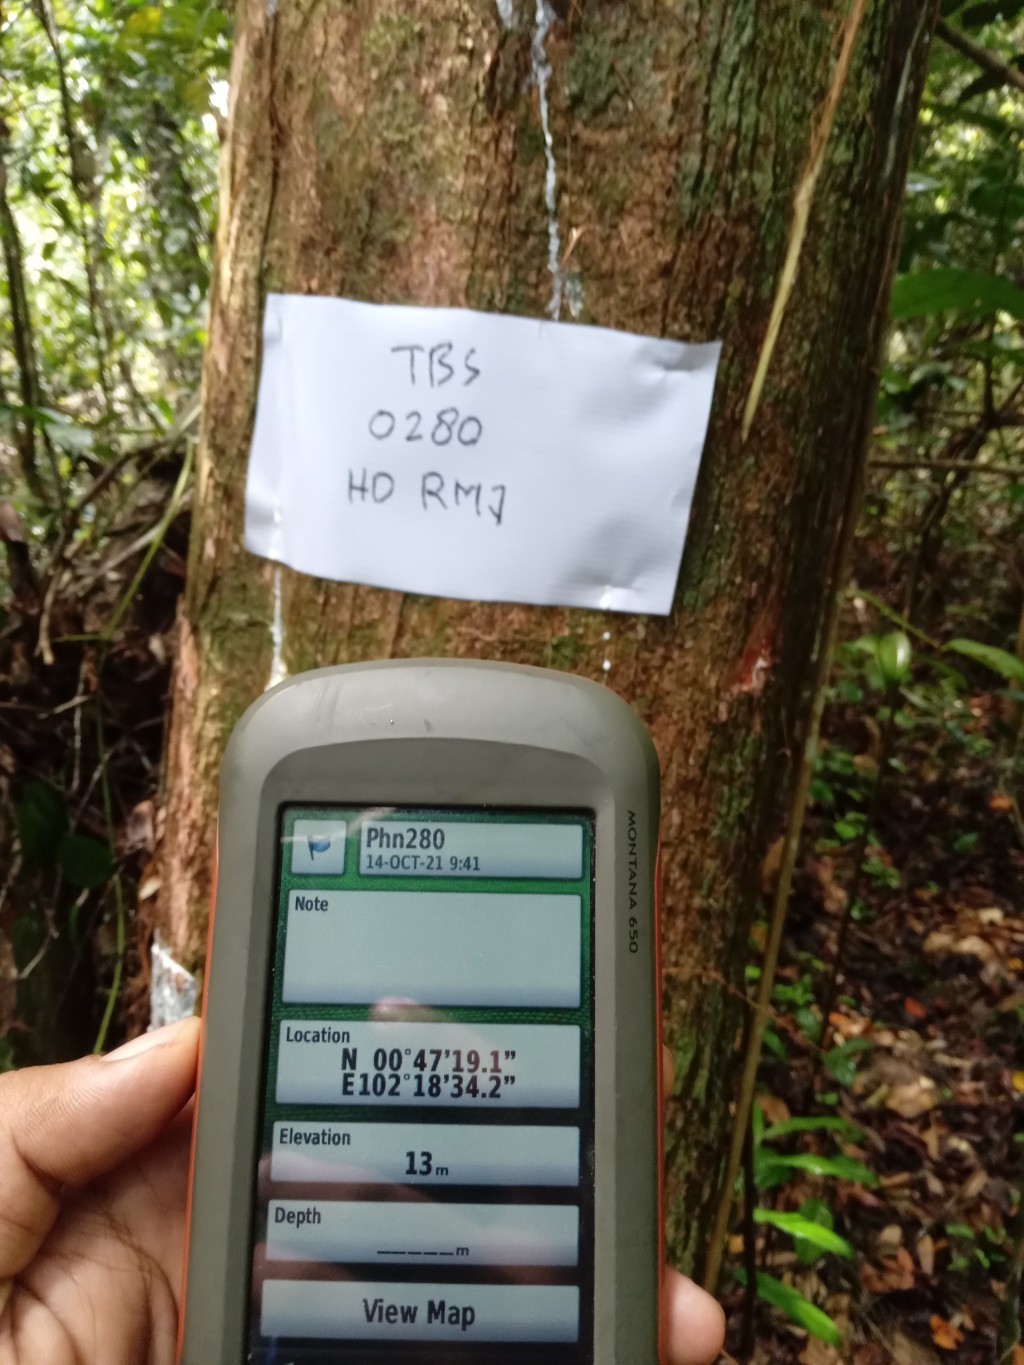 TBS
0280
HD RMJ
MONTANA 650
Phn280
14-OCT-21 9:41
Note
Location
N 00°47'19.1"
E102°18'34.2"
Elevation
13m
Depth
_____m
View Map